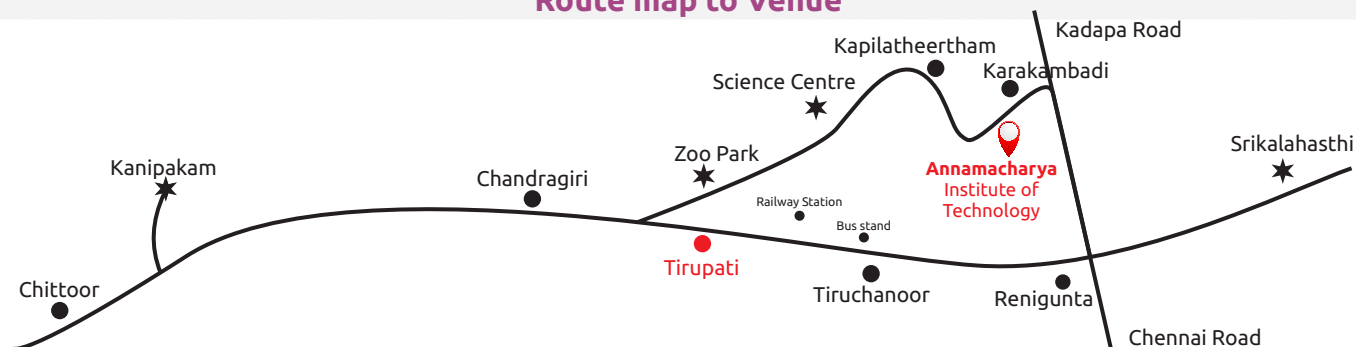 Route map to Venue
Kadapa Road
Kapilatheertham
Karakambadi
Science Centre
Srikalahasthi
Zoo Park
Kanipakam
Annamacharya
Institute of
Technology
Chandragiri
Railway Station
Bus stand
Tirupati
Chittoor
Tiruchanoor
Renigunta
Chennai Road